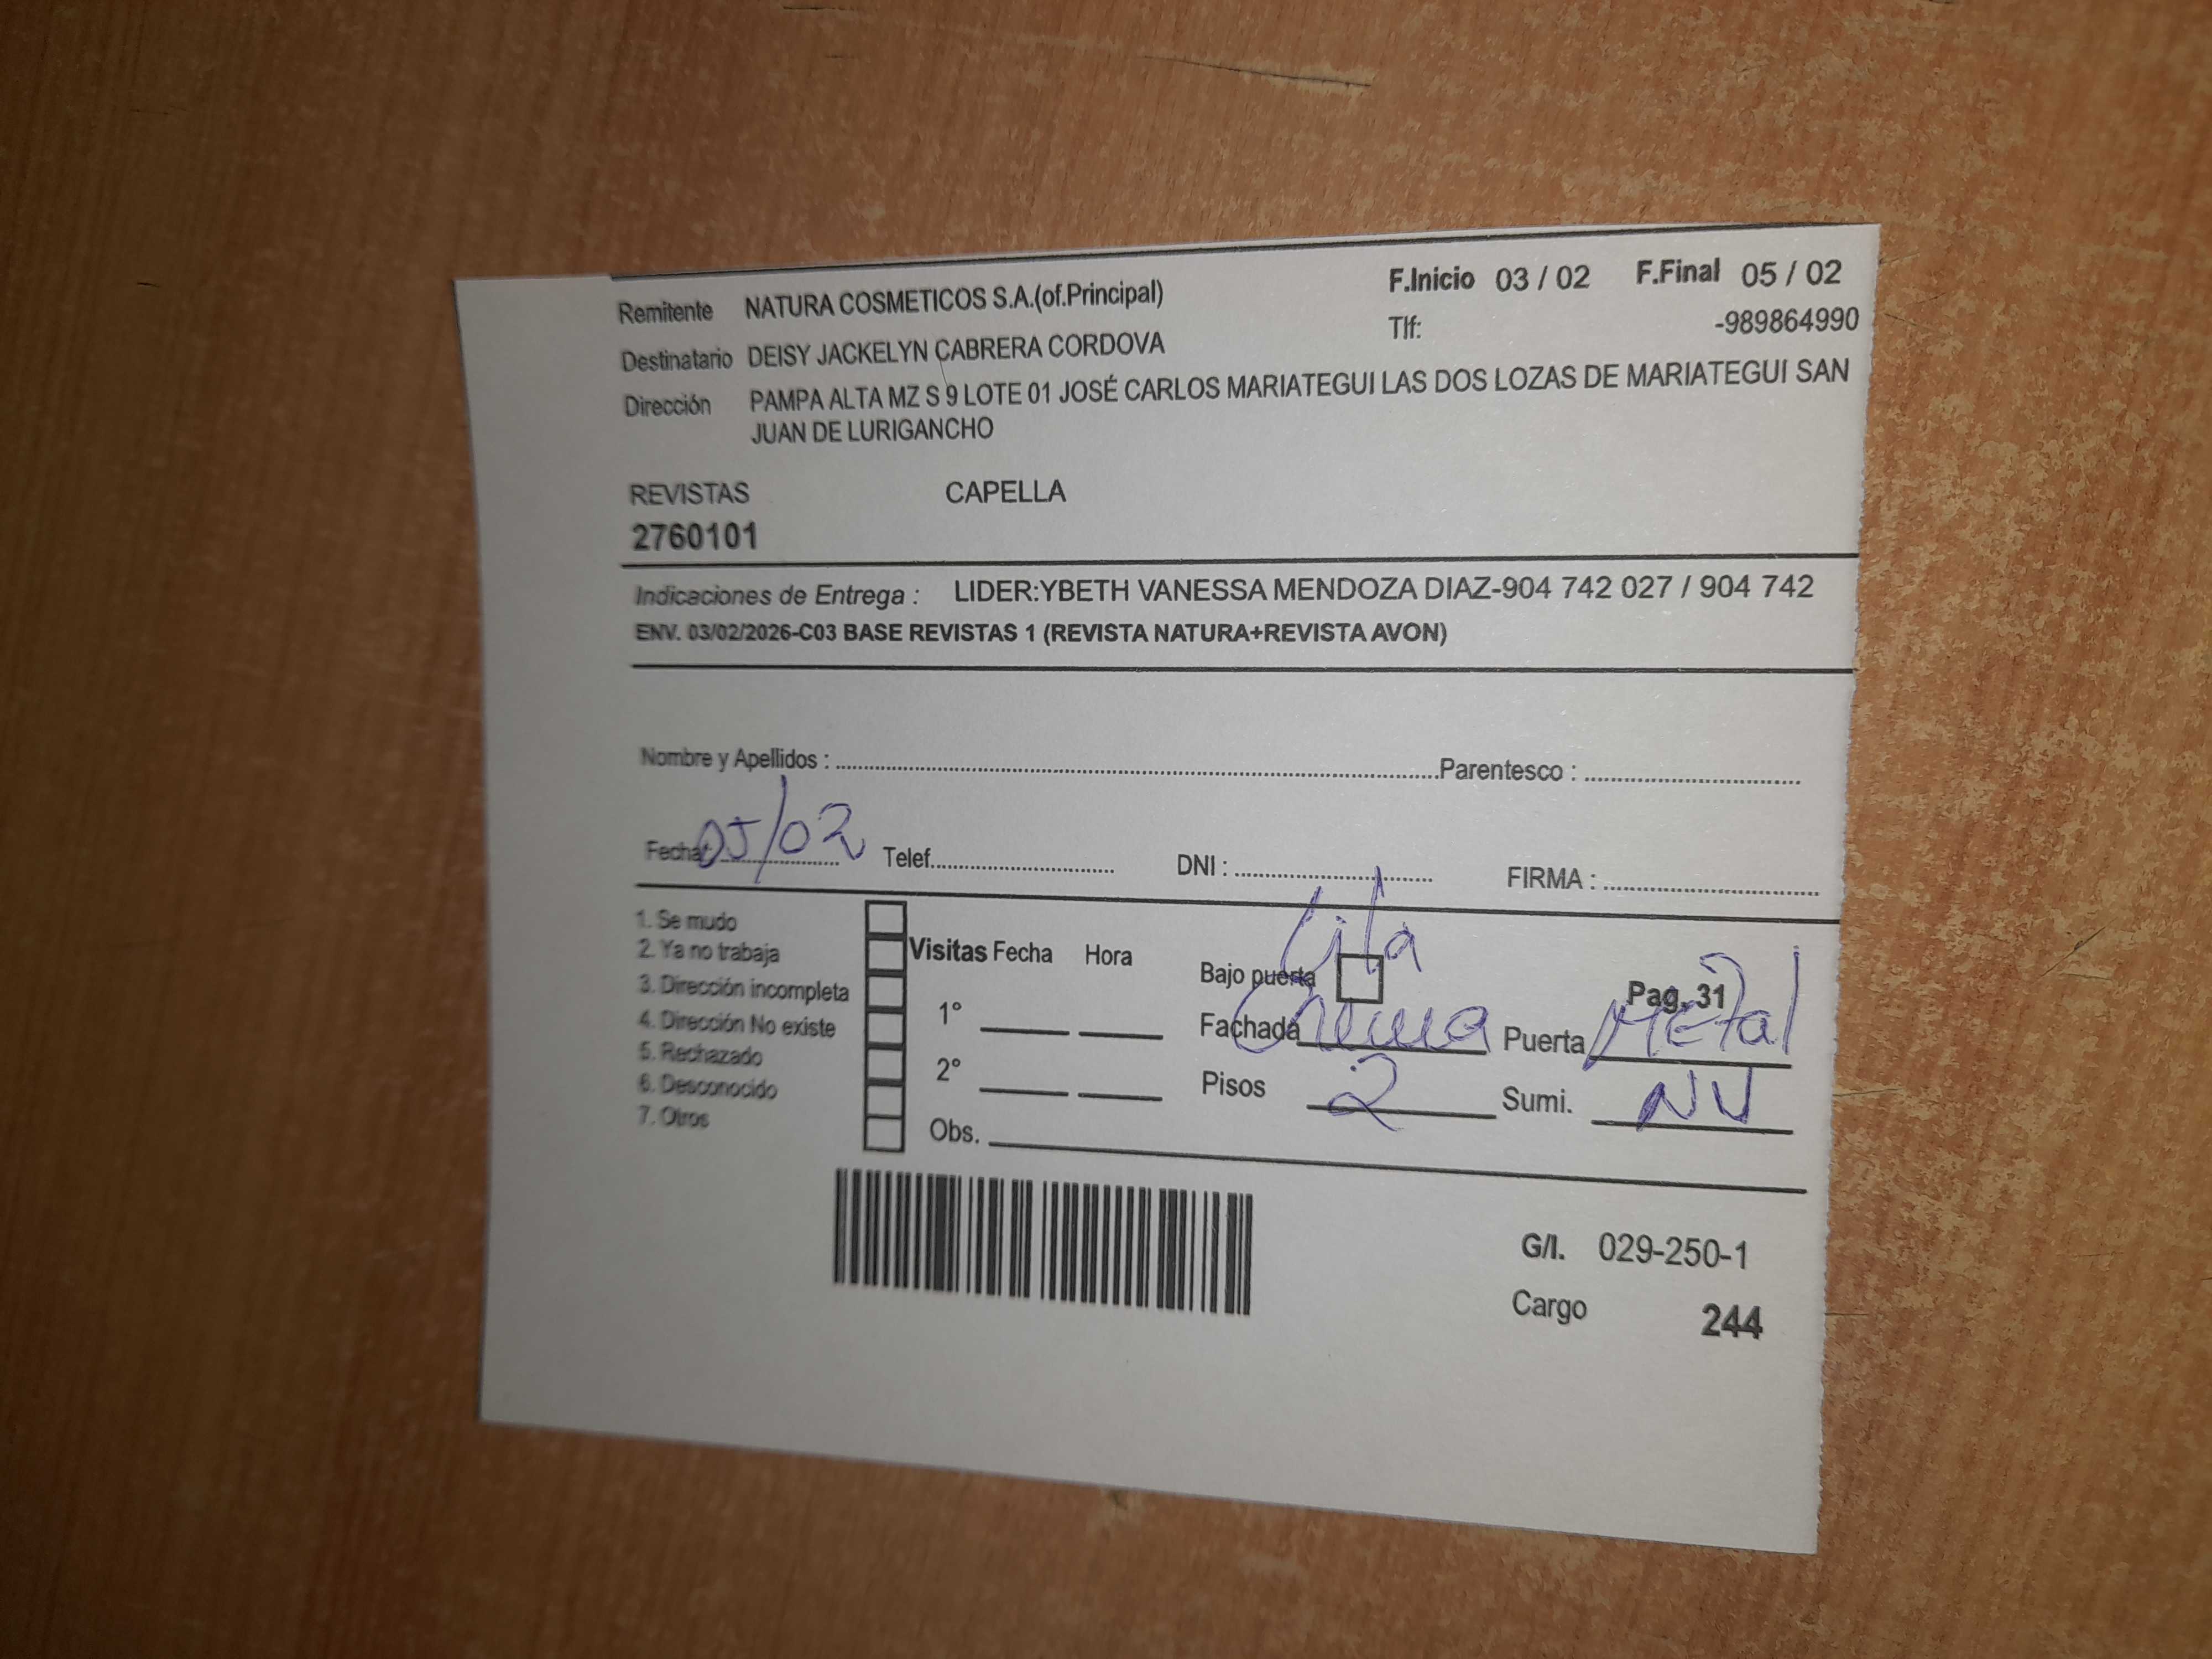 Remitente NATURA COSMETICOS S.A.(of.Principal) F.Inicio 03 / 02 F.Final 05 / 02
Tlf: -989864990
Destinatario DEISY JACKELYN CABRERA CORDOVA
Dirección PAMPA ALTA MZ S 9 LOTE 01 JOSÉ CARLOS MARIATEGUI LAS DOS LOZAS DE MARIATEGUI SAN
JUAN DE LURIGANCHO
REVISTAS CAPELLA
2760101
Indicaciones de Entrega : LIDER:YBETH VANESSA MENDOZA DIAZ-904 742 027 / 904 742
ENV. 03/02/2026-C03 BASE REVISTAS 1 (REVISTA NATURA+REVISTA AVON)
Nombre y Apellidos : Parentesco :
Fecha: 05/02 Telef. DNI : FIRMA :
1. Se mudo
2. Ya no trabaja
3. Dirección incompleta
4. Dirección No existe
5. Rechazado
6. Desconocido
7. Otros
Visitas Fecha Hora
1°
2°
Obs.
Lila
Bajo puerta Pag. 31
Fachada Crema Puerta Metal
Pisos 2 Sumi. NV
G/I. 029-250-1
Cargo 244